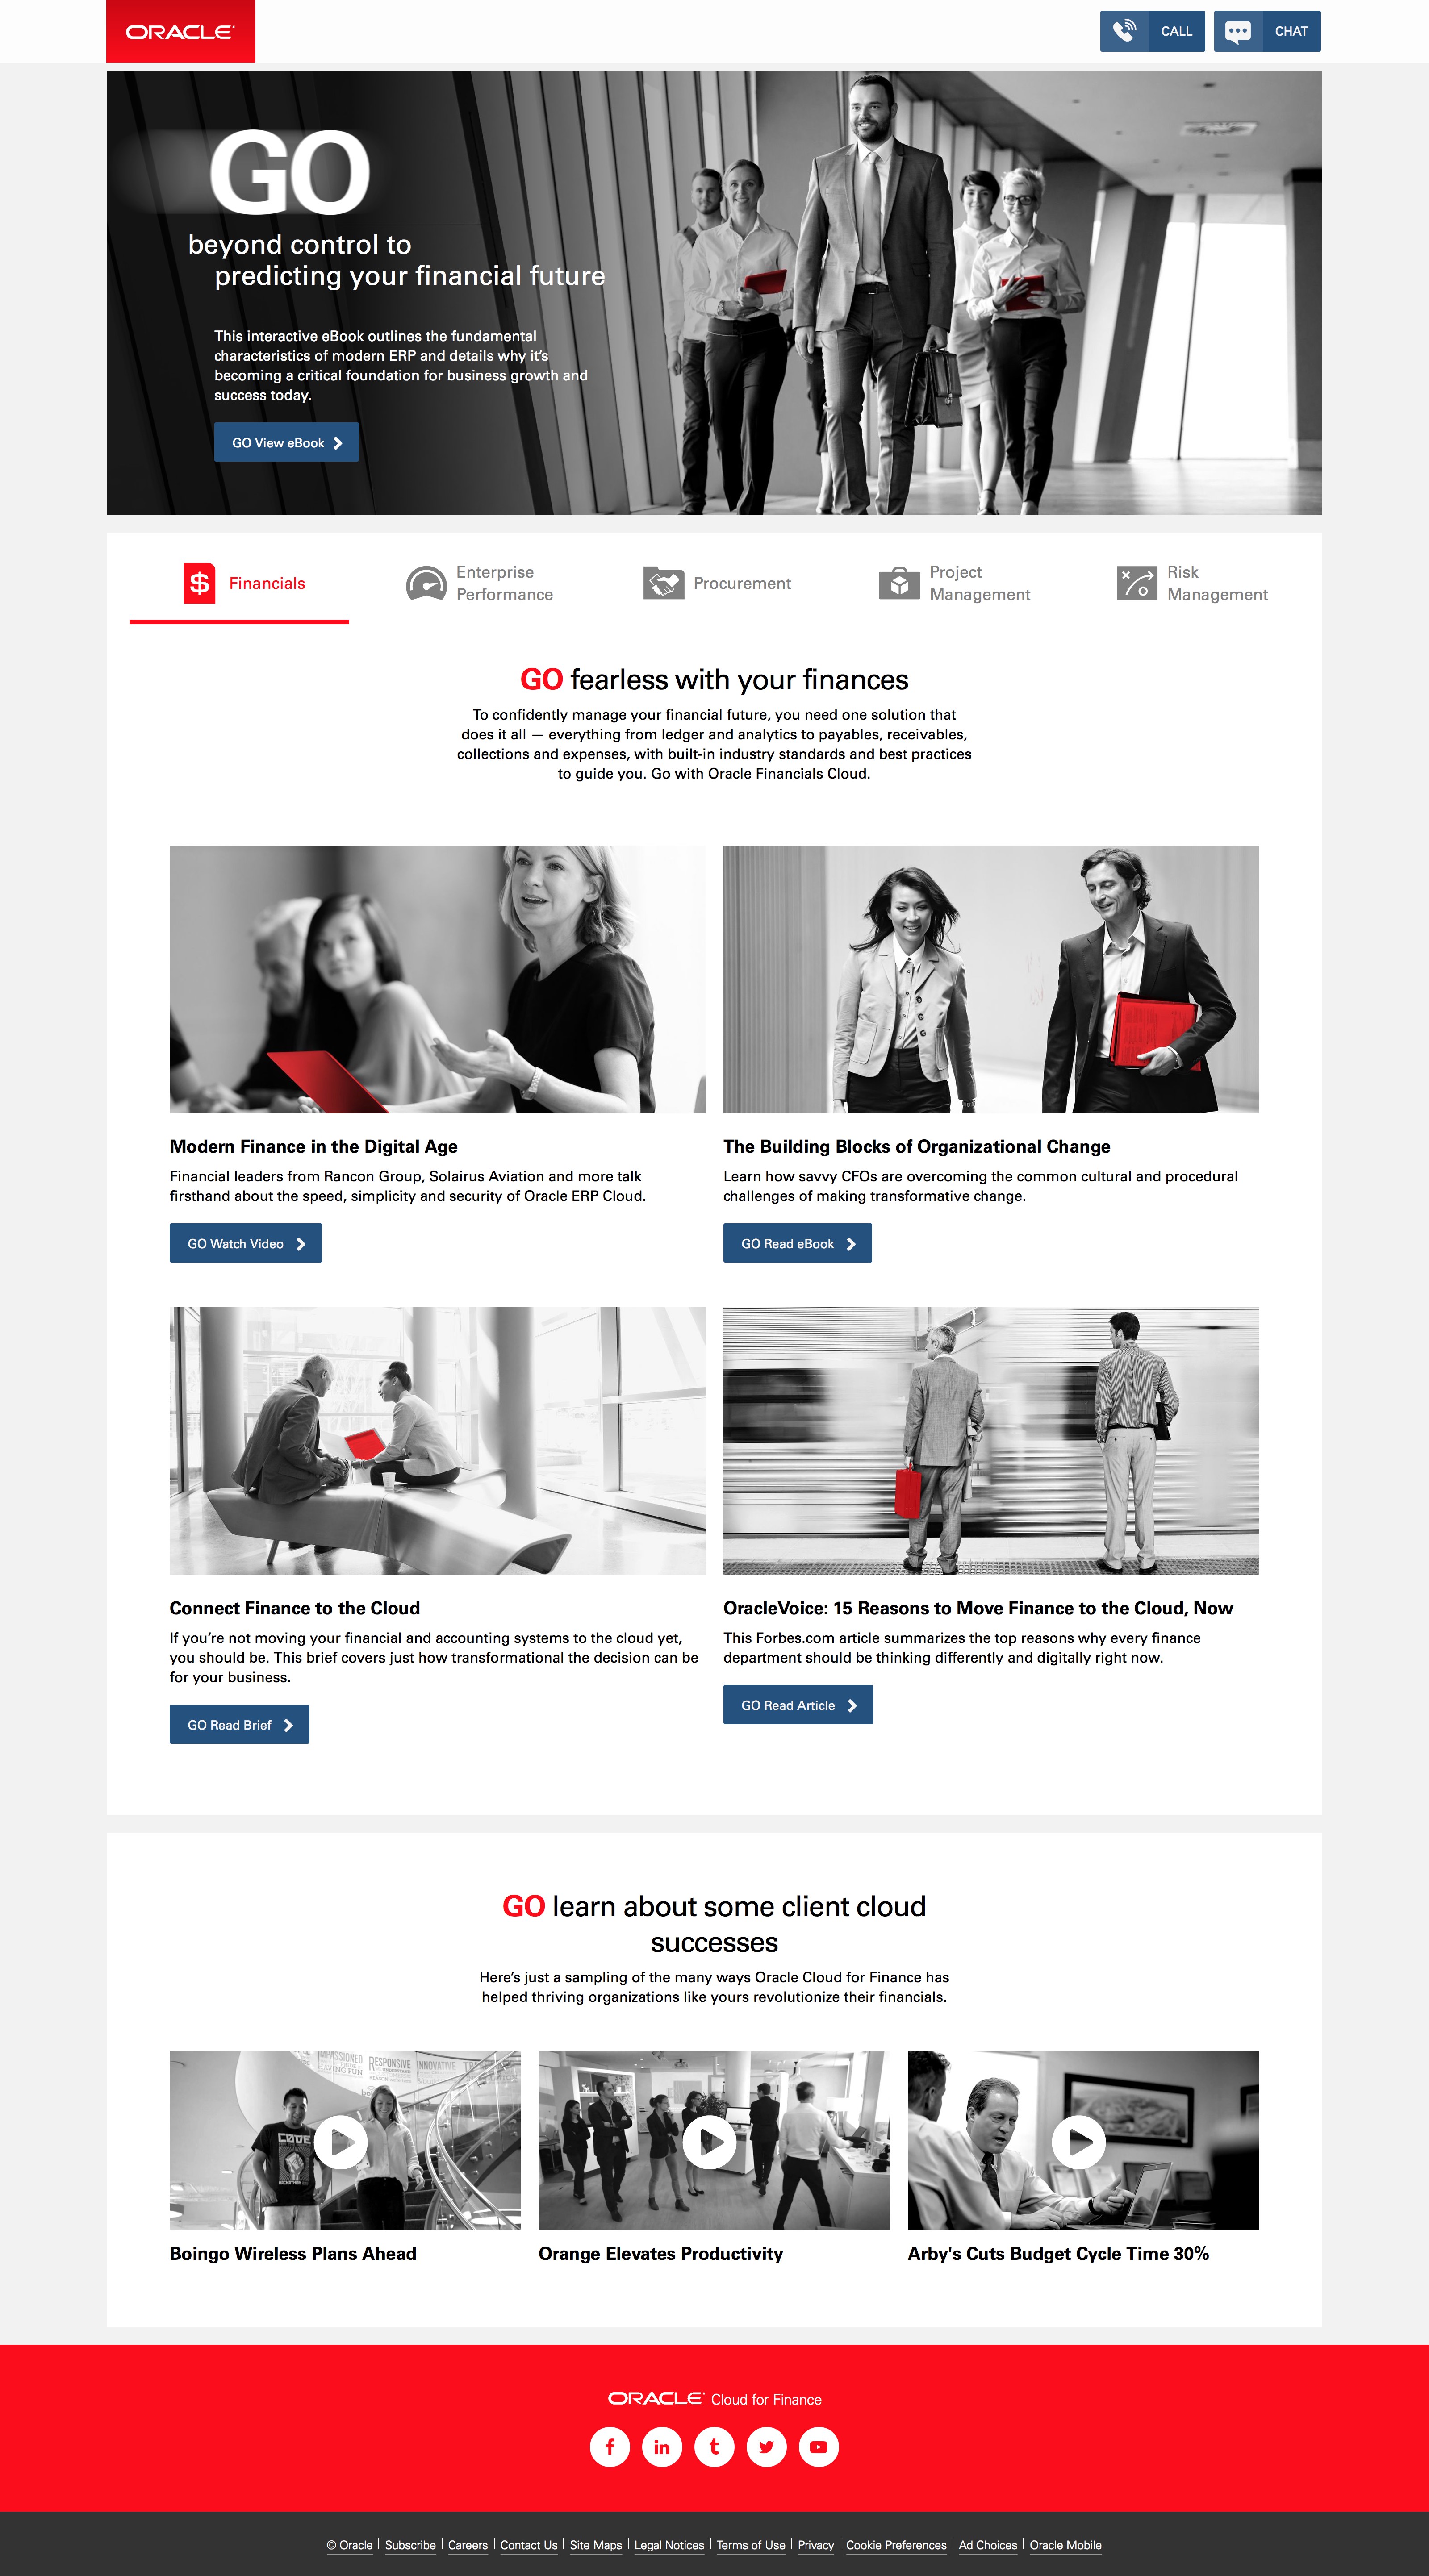 ORACLE
CALL
CHAT
GO
beyond control to
predicting your financial future
This interactive eBook outlines the fundamental
characteristics of modern ERP and details why it's
becoming a critical foundation for business growth and
success today.
GO View eBook
Financials
Enterprise
Performance
Procurement
Project
Management
Risk
Management
GO fearless with your finances
To confidently manage your financial future, you need one solution that
does it all — everything from ledger and analytics to payables, receivables,
collections and expenses, with built-in industry standards and best practices
to guide you. Go with Oracle Financials Cloud.
Modern Finance in the Digital Age
Financial leaders from Rancon Group, Solairus Aviation and more talk
firsthand about the speed, simplicity and security of Oracle ERP Cloud.
GO Watch Video
The Building Blocks of Organizational Change
Learn how savvy CFOs are overcoming the common cultural and procedural
challenges of making transformative change.
GO Read eBook
Connect Finance to the Cloud
If you're not moving your financial and accounting systems to the cloud yet,
you should be. This brief covers just how transformational the decision can be
for your business.
GO Read Brief
OracleVoice: 15 Reasons to Move Finance to the Cloud, Now
This Forbes.com article summarizes the top reasons why every finance
department should be thinking differently and digitally right now.
GO Read Article
GO learn about some client cloud
successes
Here's just a sampling of the many ways Oracle Cloud for Finance has
helped thriving organizations like yours revolutionize their financials.
RESPONSIVE
INNOVATIVE
CODE
Boingo Wireless Plans Ahead
Orange Elevates Productivity
Arby's Cuts Budget Cycle Time 30%
ORACLE Cloud for Finance
© Oracle | Subscribe | Careers | Contact Us | Site Maps | Legal Notices | Terms of Use | Privacy | Cookie Preferences | Ad Choices | Oracle Mobile